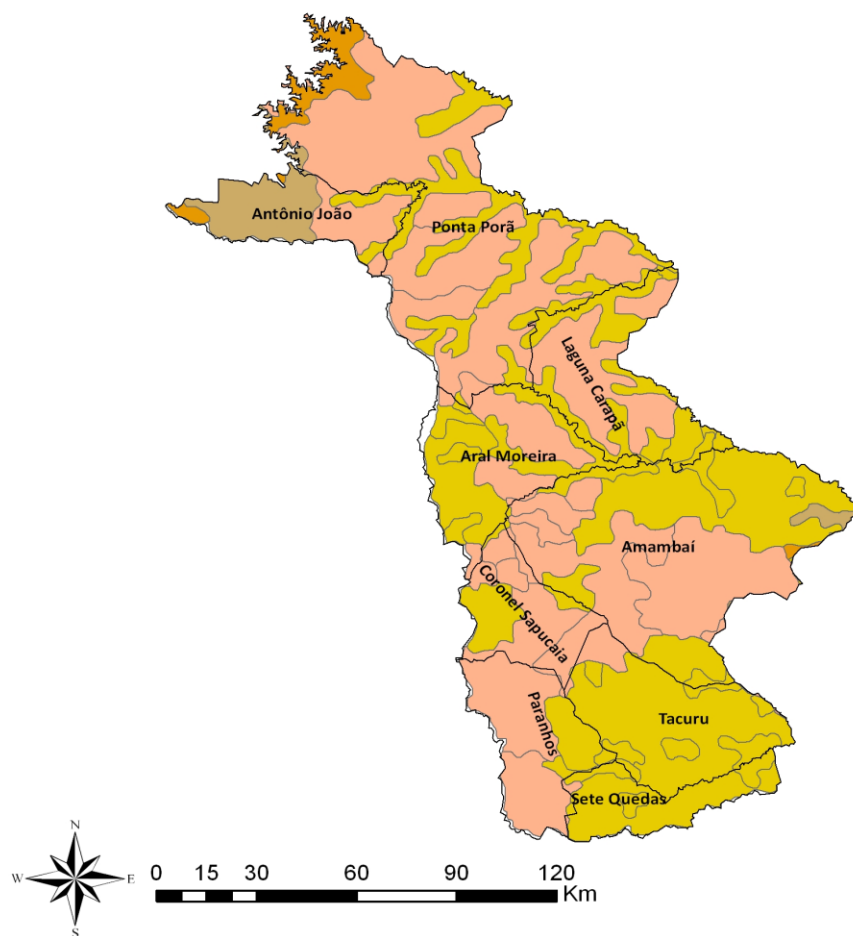 Antônio João
Ponta Porã
Laguna Carapã
Aral Moreira
Amambaí
Coronel Sapucaia
Paranhos
Tacuru
Sete Quedas
N
W
E
S
0 15 30 60 90 120
Km